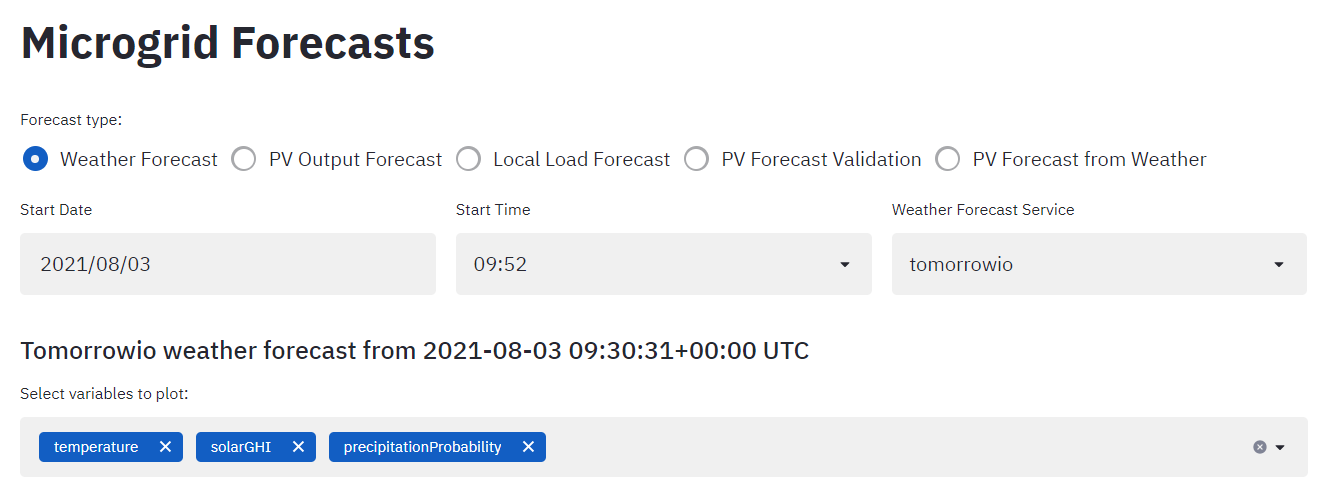 Microgrid Forecasts
Forecast type:
Weather Forecast PV Output Forecast Local Load Forecast PV Forecast Validation PV Forecast from Weather
Start Date Start Time Weather Forecast Service
2021/08/03 09:52 tomorrowio
Tomorrowio weather forecast from 2021-08-03 09:30:31+00:00 UTC
Select variables to plot:
temperature solarGHI precipitationProbability